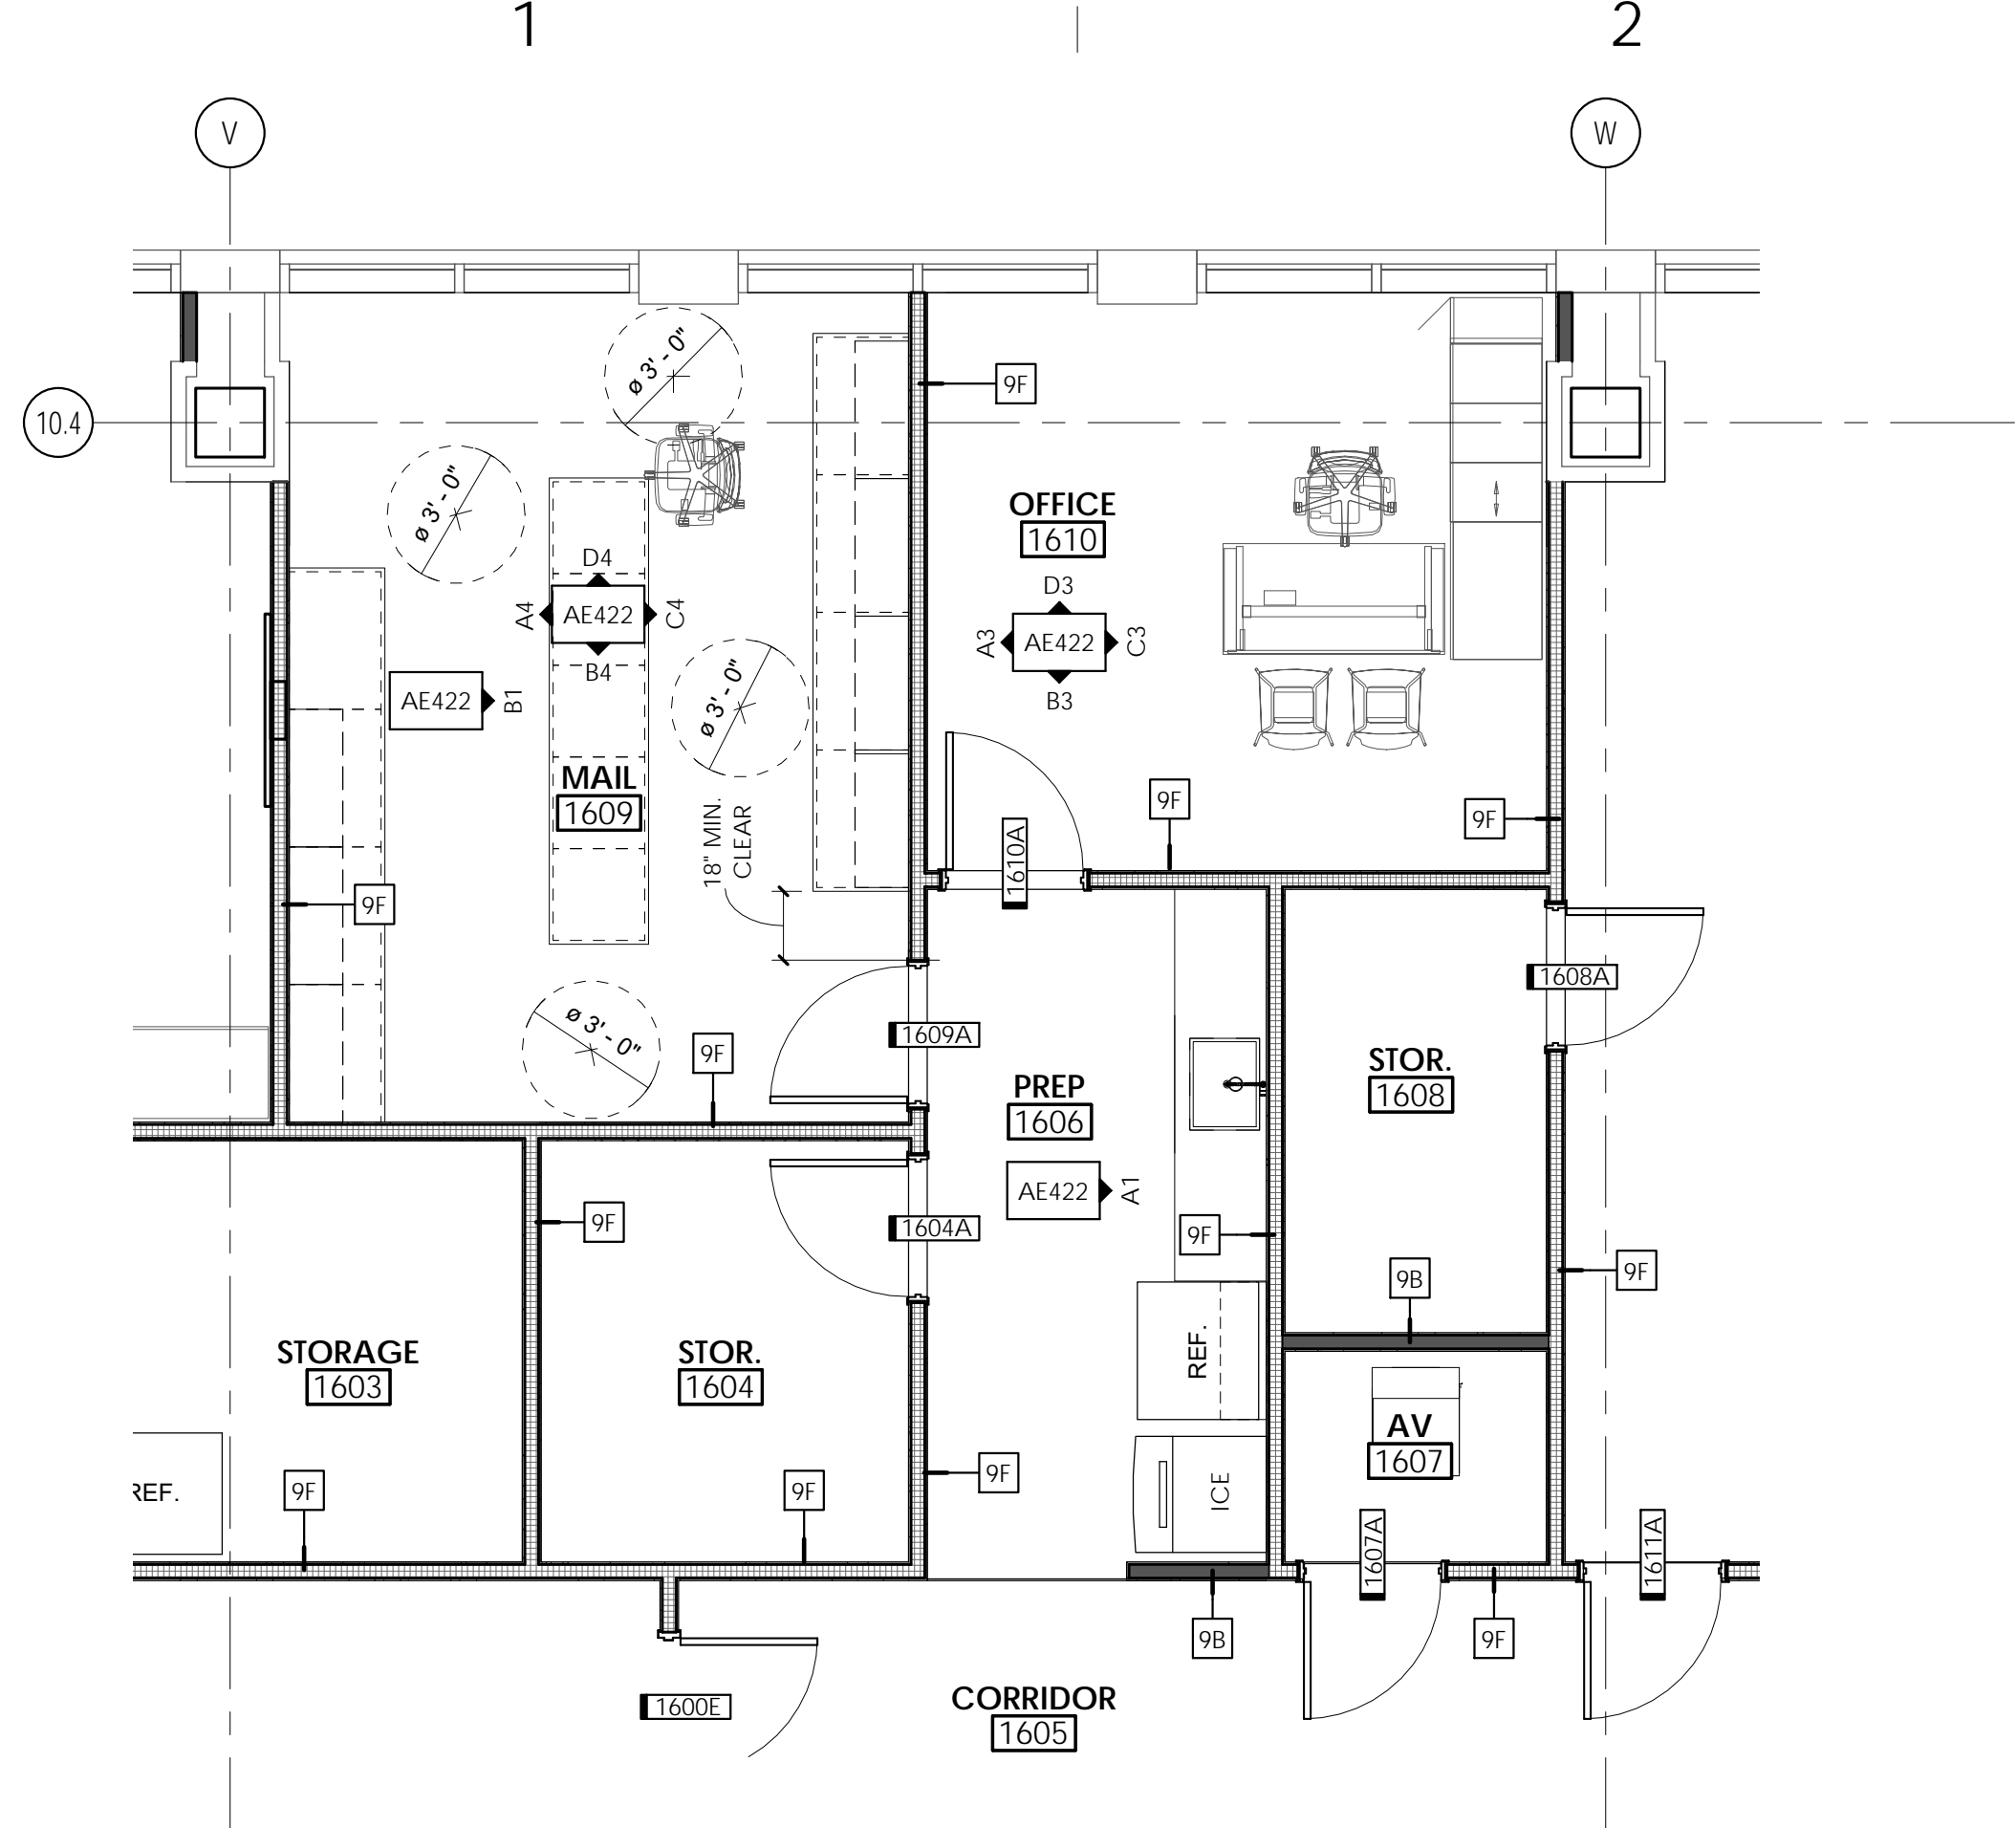 1
2
V
W
10.4
ø 3' - 0"
9F
ø 3' - 0"
OFFICE
1610
D4
A4
AE422
C4
B4
D3
A3
AE422
C3
B3
ø 3' - 0"
AE422
B1
MAIL
1609
18" MIN.
CLEAR
9F
9F
1610A
9F
1608A
ø 3' - 0"
9F
1609A
PREP
1606
STOR.
1608
AE422
A1
9F
1604A
9F
9F
9B
STORAGE
1603
STOR.
1604
REF.
AV
1607
REF.
9F
9F
9F
ICE
1607A
1611A
9B
9F
1600E
CORRIDOR
1605